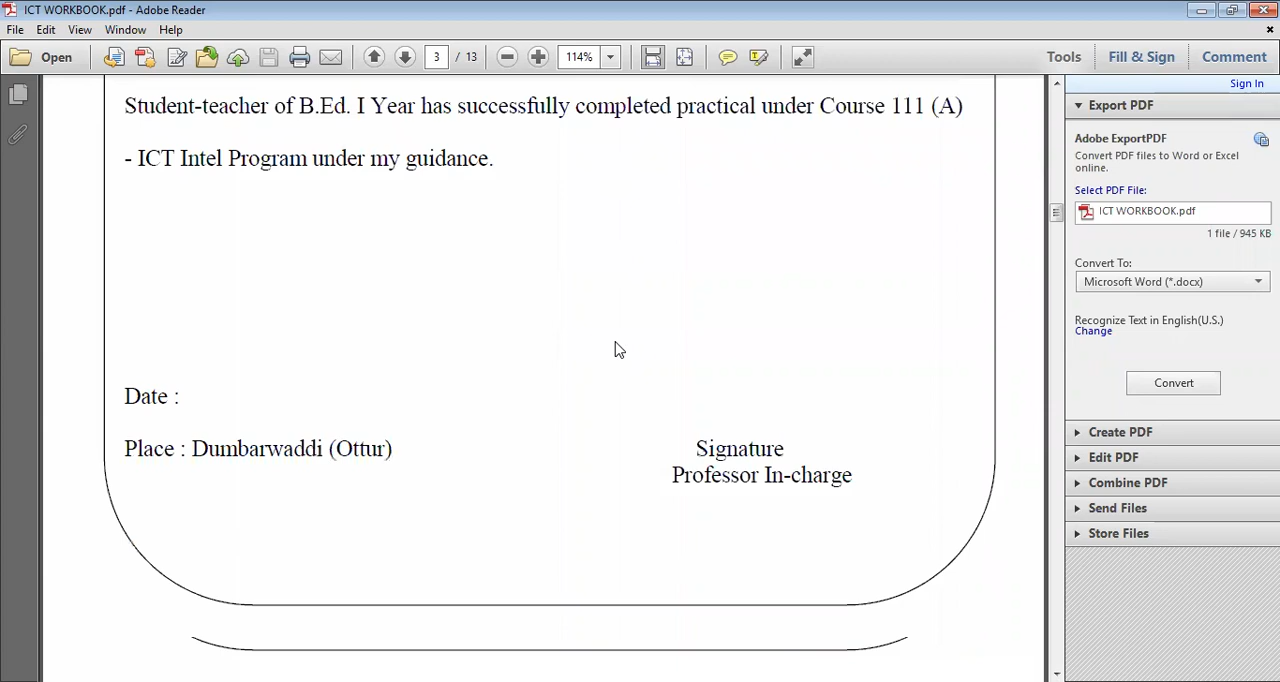 ICT WORKBOOK.pdf - Adobe Reader
File Edit View Window Help
Open 3 / 13 114% Tools Fill & Sign Comment
Sign In
Export PDF
Adobe ExportPDF
Convert PDF files to Word or Excel
online.
Select PDF File:
ICT WORKBOOK.pdf
1 file / 945 KB
Convert To:
Microsoft Word (*.docx)
Recognize Text in English(U.S.)
Change
Convert
Create PDF
Edit PDF
Combine PDF
Send Files
Store Files
Student-teacher of B.Ed. I Year has successfully completed practical under Course 111 (A)
- ICT Intel Program under my guidance.
Date :
Place : Dumbarwaddi (Ottur) Signature
Professor In-charge